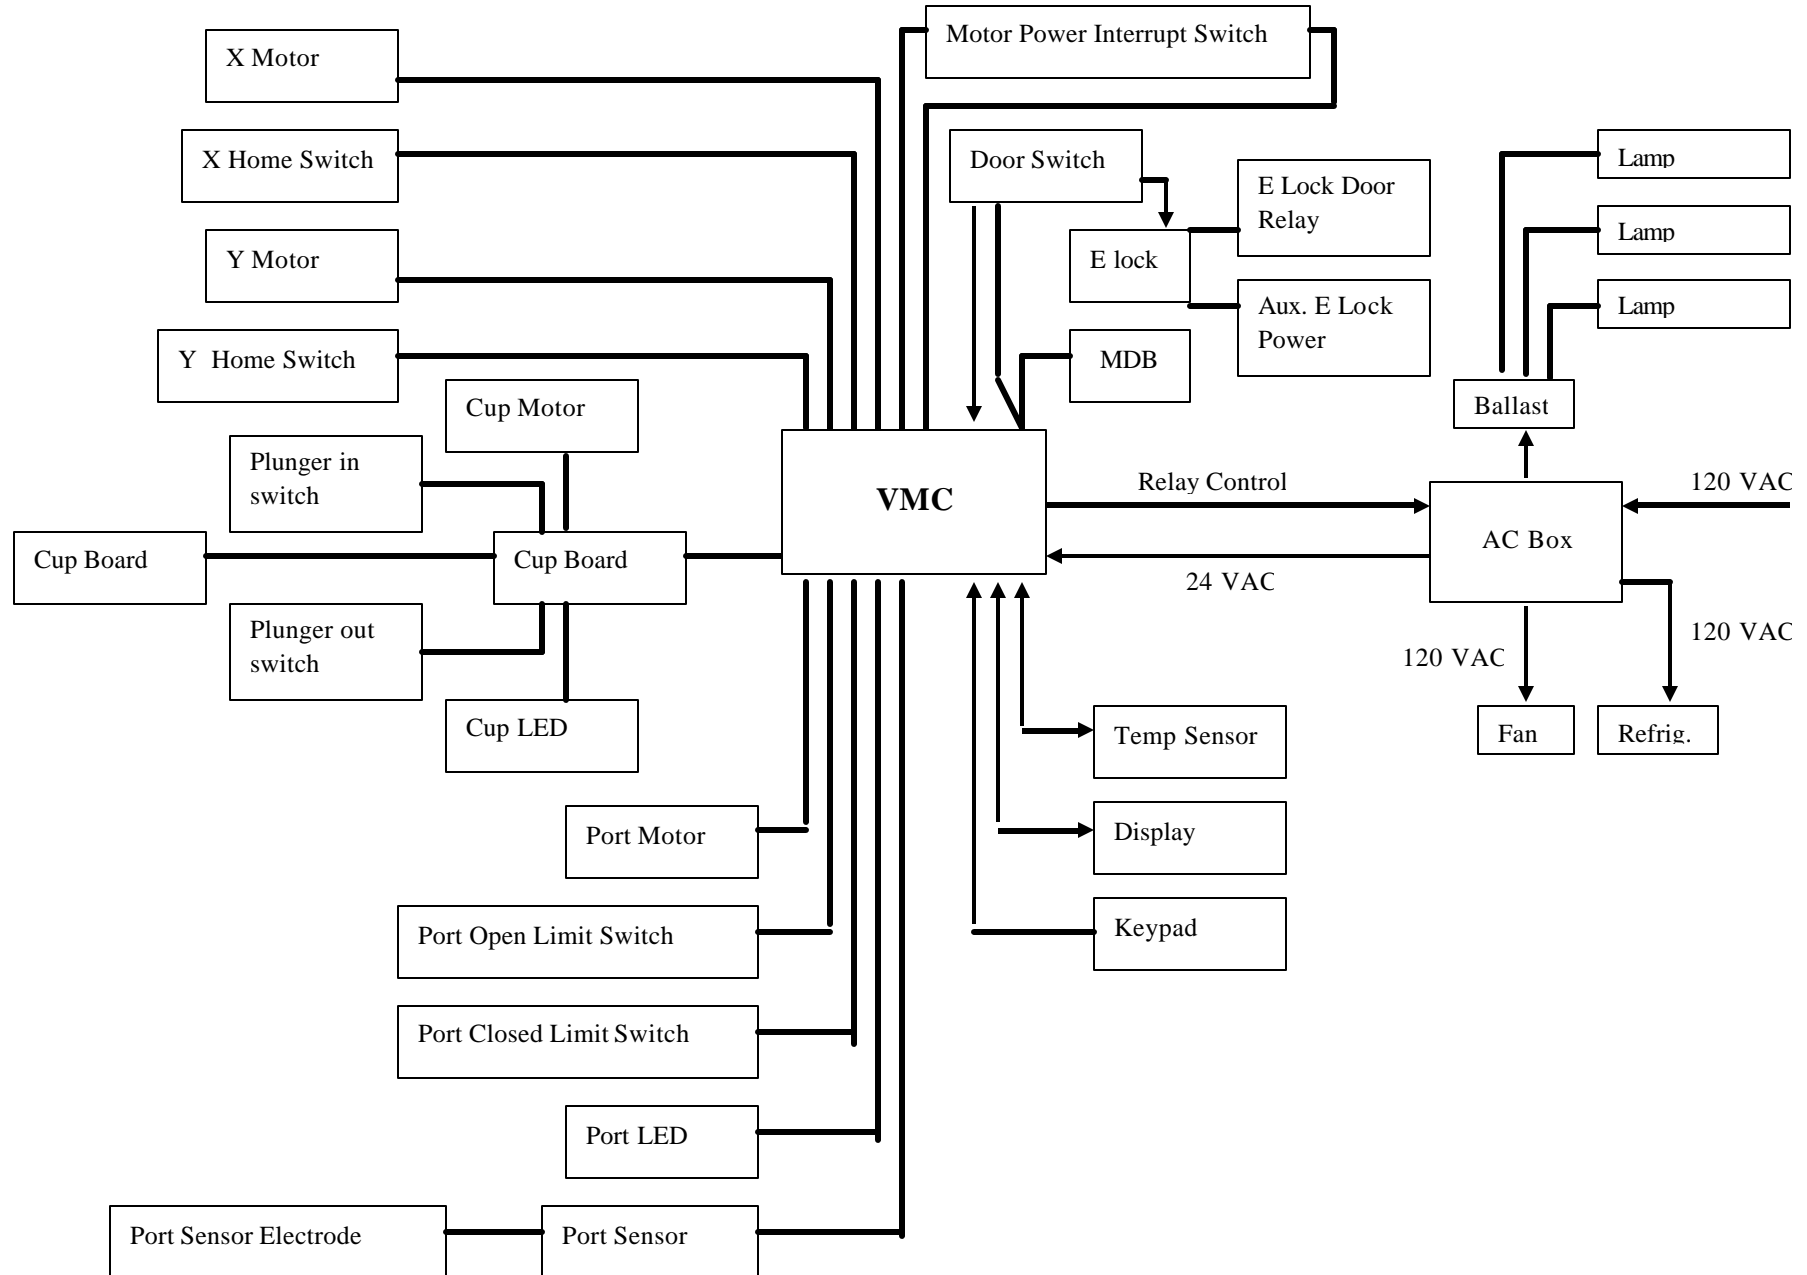 Motor Power Interrupt Switch
X Motor
X Home Switch
Door Switch
Lamp
E Lock Door
Relay
Lamp
Y Motor
E lock
Aux. E Lock
Power
Lamp
Y Home Switch
MDB
Cup Motor
Ballast
Plunger in
switch
VMC
Relay Control
120 VAC
AC Box
Cup Board
Cup Board
24 VAC
Plunger out
switch
120 VAC
120 VAC
Cup LED
Temp Sensor
Fan
Refrig.
Port Motor
Display
Port Open Limit Switch
Keypad
Port Closed Limit Switch
Port LED
Port Sensor Electrode
Port Sensor